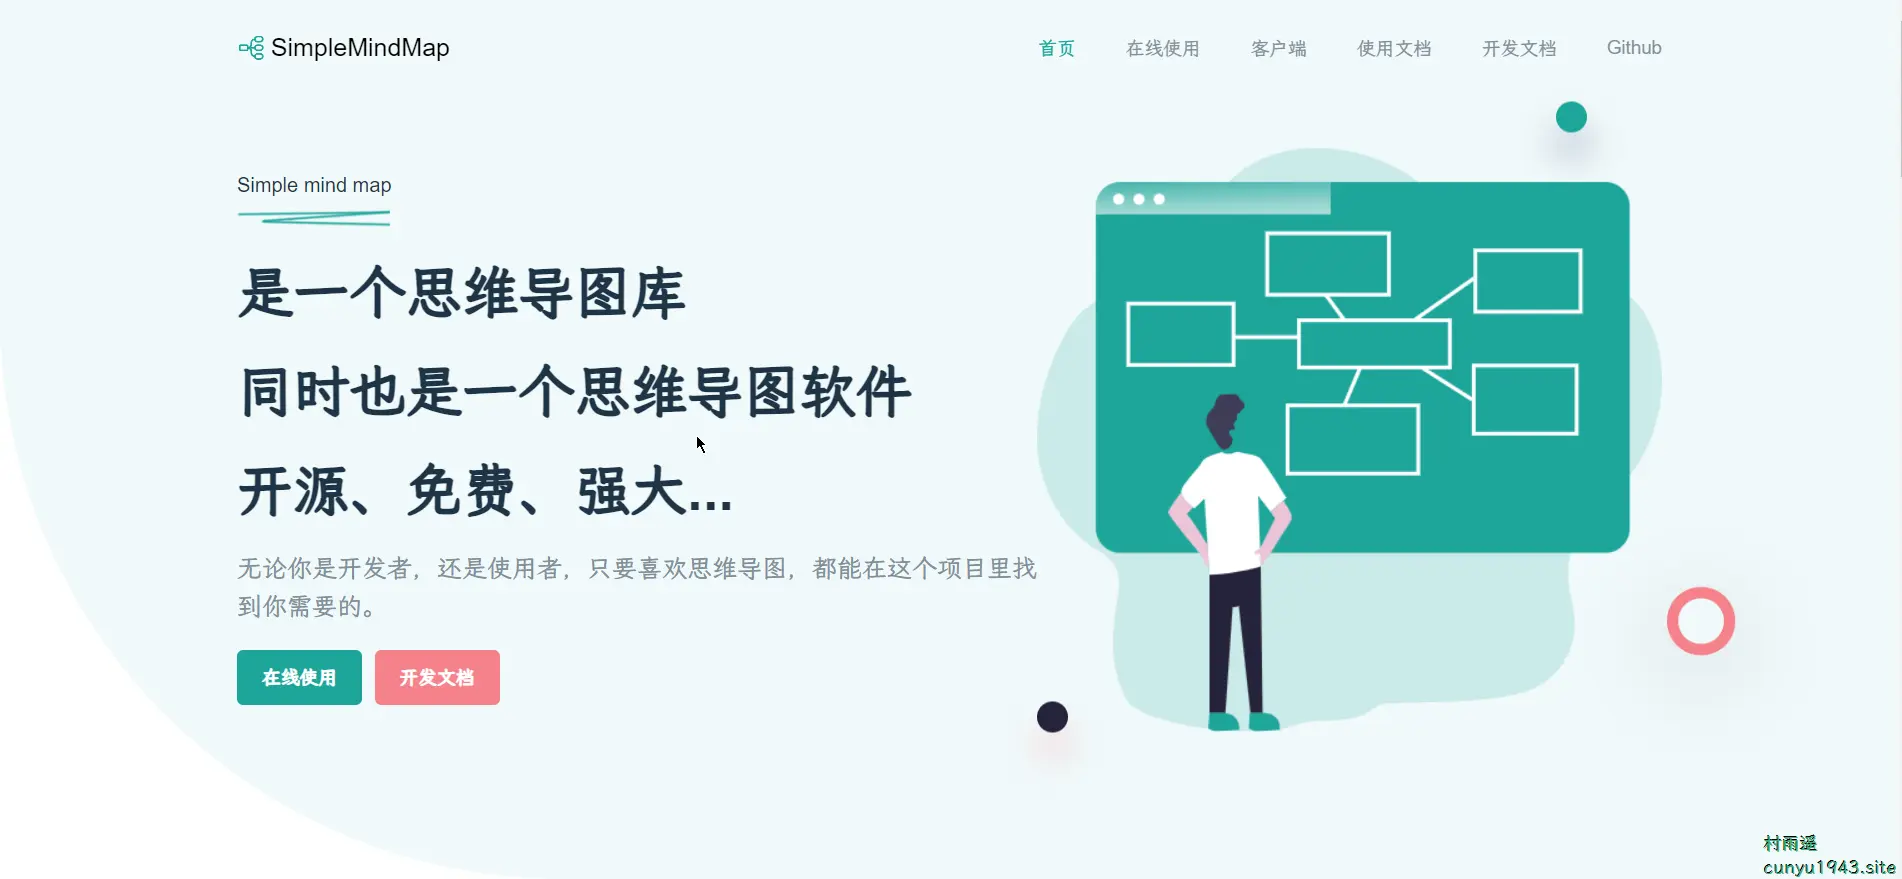 SimpleMindMap
首页 在线使用 客户端 使用文档 开发文档 Github
Simple mind map
是一个思维导图库
同时也是一个思维导图软件
开源、免费、强大...
无论你是开发者，还是使用者，只要喜欢思维导图，都能在这个项目里找
到你需要的。
在线使用 开发文档
村雨遥
cunyu1943.site